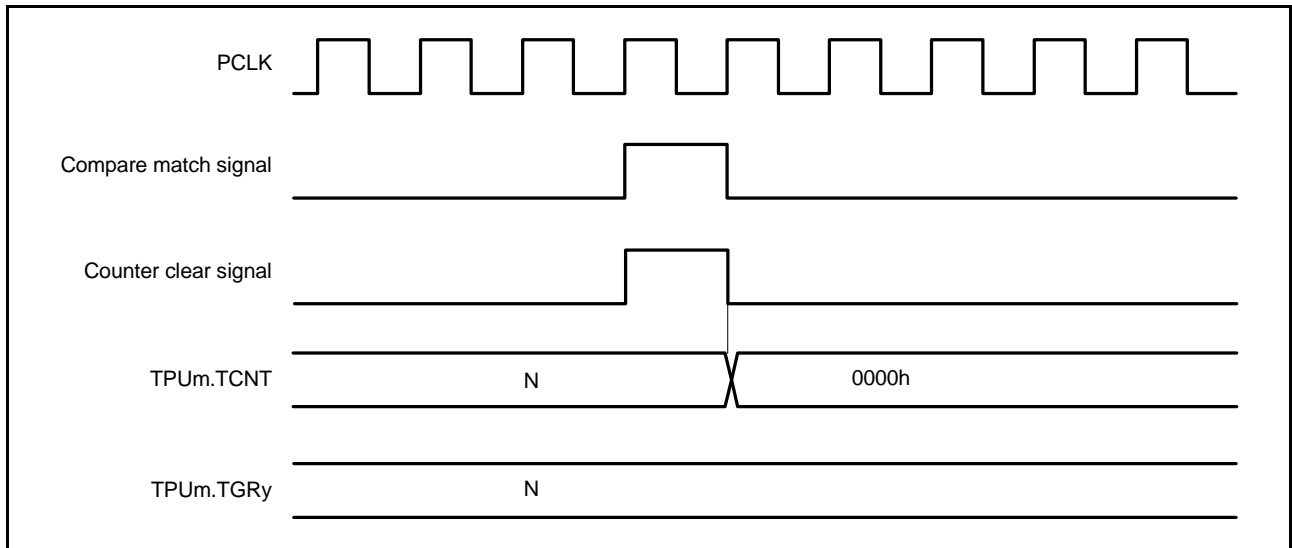 PCLK
Compare match signal
Counter clear signal
TPUm.TCNT
N
0000h
TPUm.TGRy
N